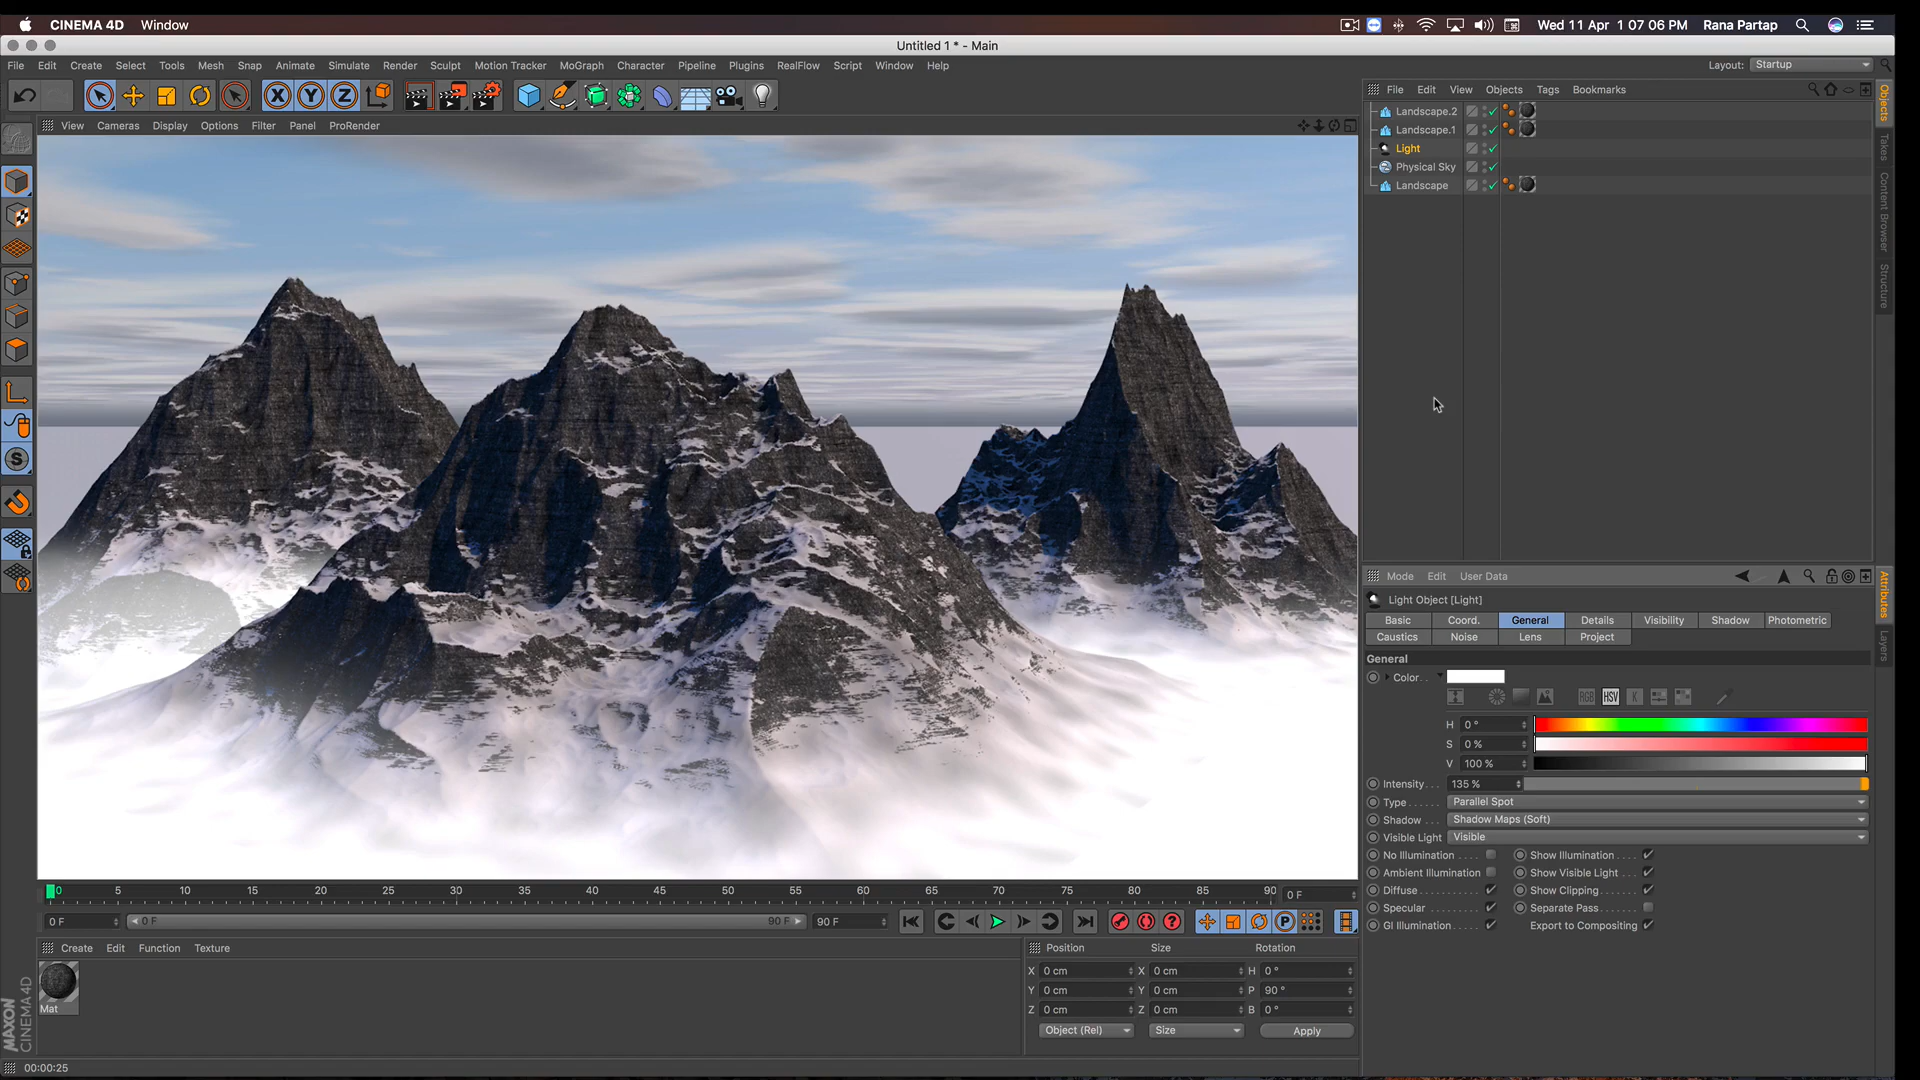 CINEMA 4D Window
Wed 11 Apr 1 07 06 PM Rana Partap
Untitled 1 * - Main
File Edit Create Select Tools Mesh Snap Animate Simulate Render Sculpt Motion Tracker MoGraph Character Pipeline Plugins RealFlow Script Window Help
Layout: Startup
X Y Z
View Cameras Display Options Filter Panel ProRender
File Edit View Objects Tags Bookmarks
Landscape.2
Landscape.1
Light
Physical Sky
Landscape
Objects
Takes
Content Browser
Structure
Mode Edit User Data
Light Object [Light]
Basic Coord. General Details Visibility Shadow Photometric
Caustics Noise Lens Project
Attributes
Layers
General
Color . .
RGB HSV K
H 0 °
S 0 %
V 100 %
Intensity . . . 135 %
Type . . . . . . Parallel Spot
Shadow . . . Shadow Maps (Soft)
Visible Light Visible
No Illumination . . . . Show Illumination . . . .
Ambient Illumination Show Visible Light . . .
Diffuse . . . . . . . . . . Show Clipping . . . . .
Specular . . . . . . . . Separate Pass . . . . .
GI Illumination . . . . Export to Compositing
0 5 10 15 20 25 30 35 40 45 50 55 60 65 70 75 80 85 90 0 F
0 F 0 F 90 F 90 F
P
Create Edit Function Texture
Mat
Position Size Rotation
X 0 cm X 0 cm H 0 °
Y 0 cm Y 0 cm P 90 °
Z 0 cm Z 0 cm B 0 °
Object (Rel) Size Apply
MAXON
CINEMA 4D
00:00:25